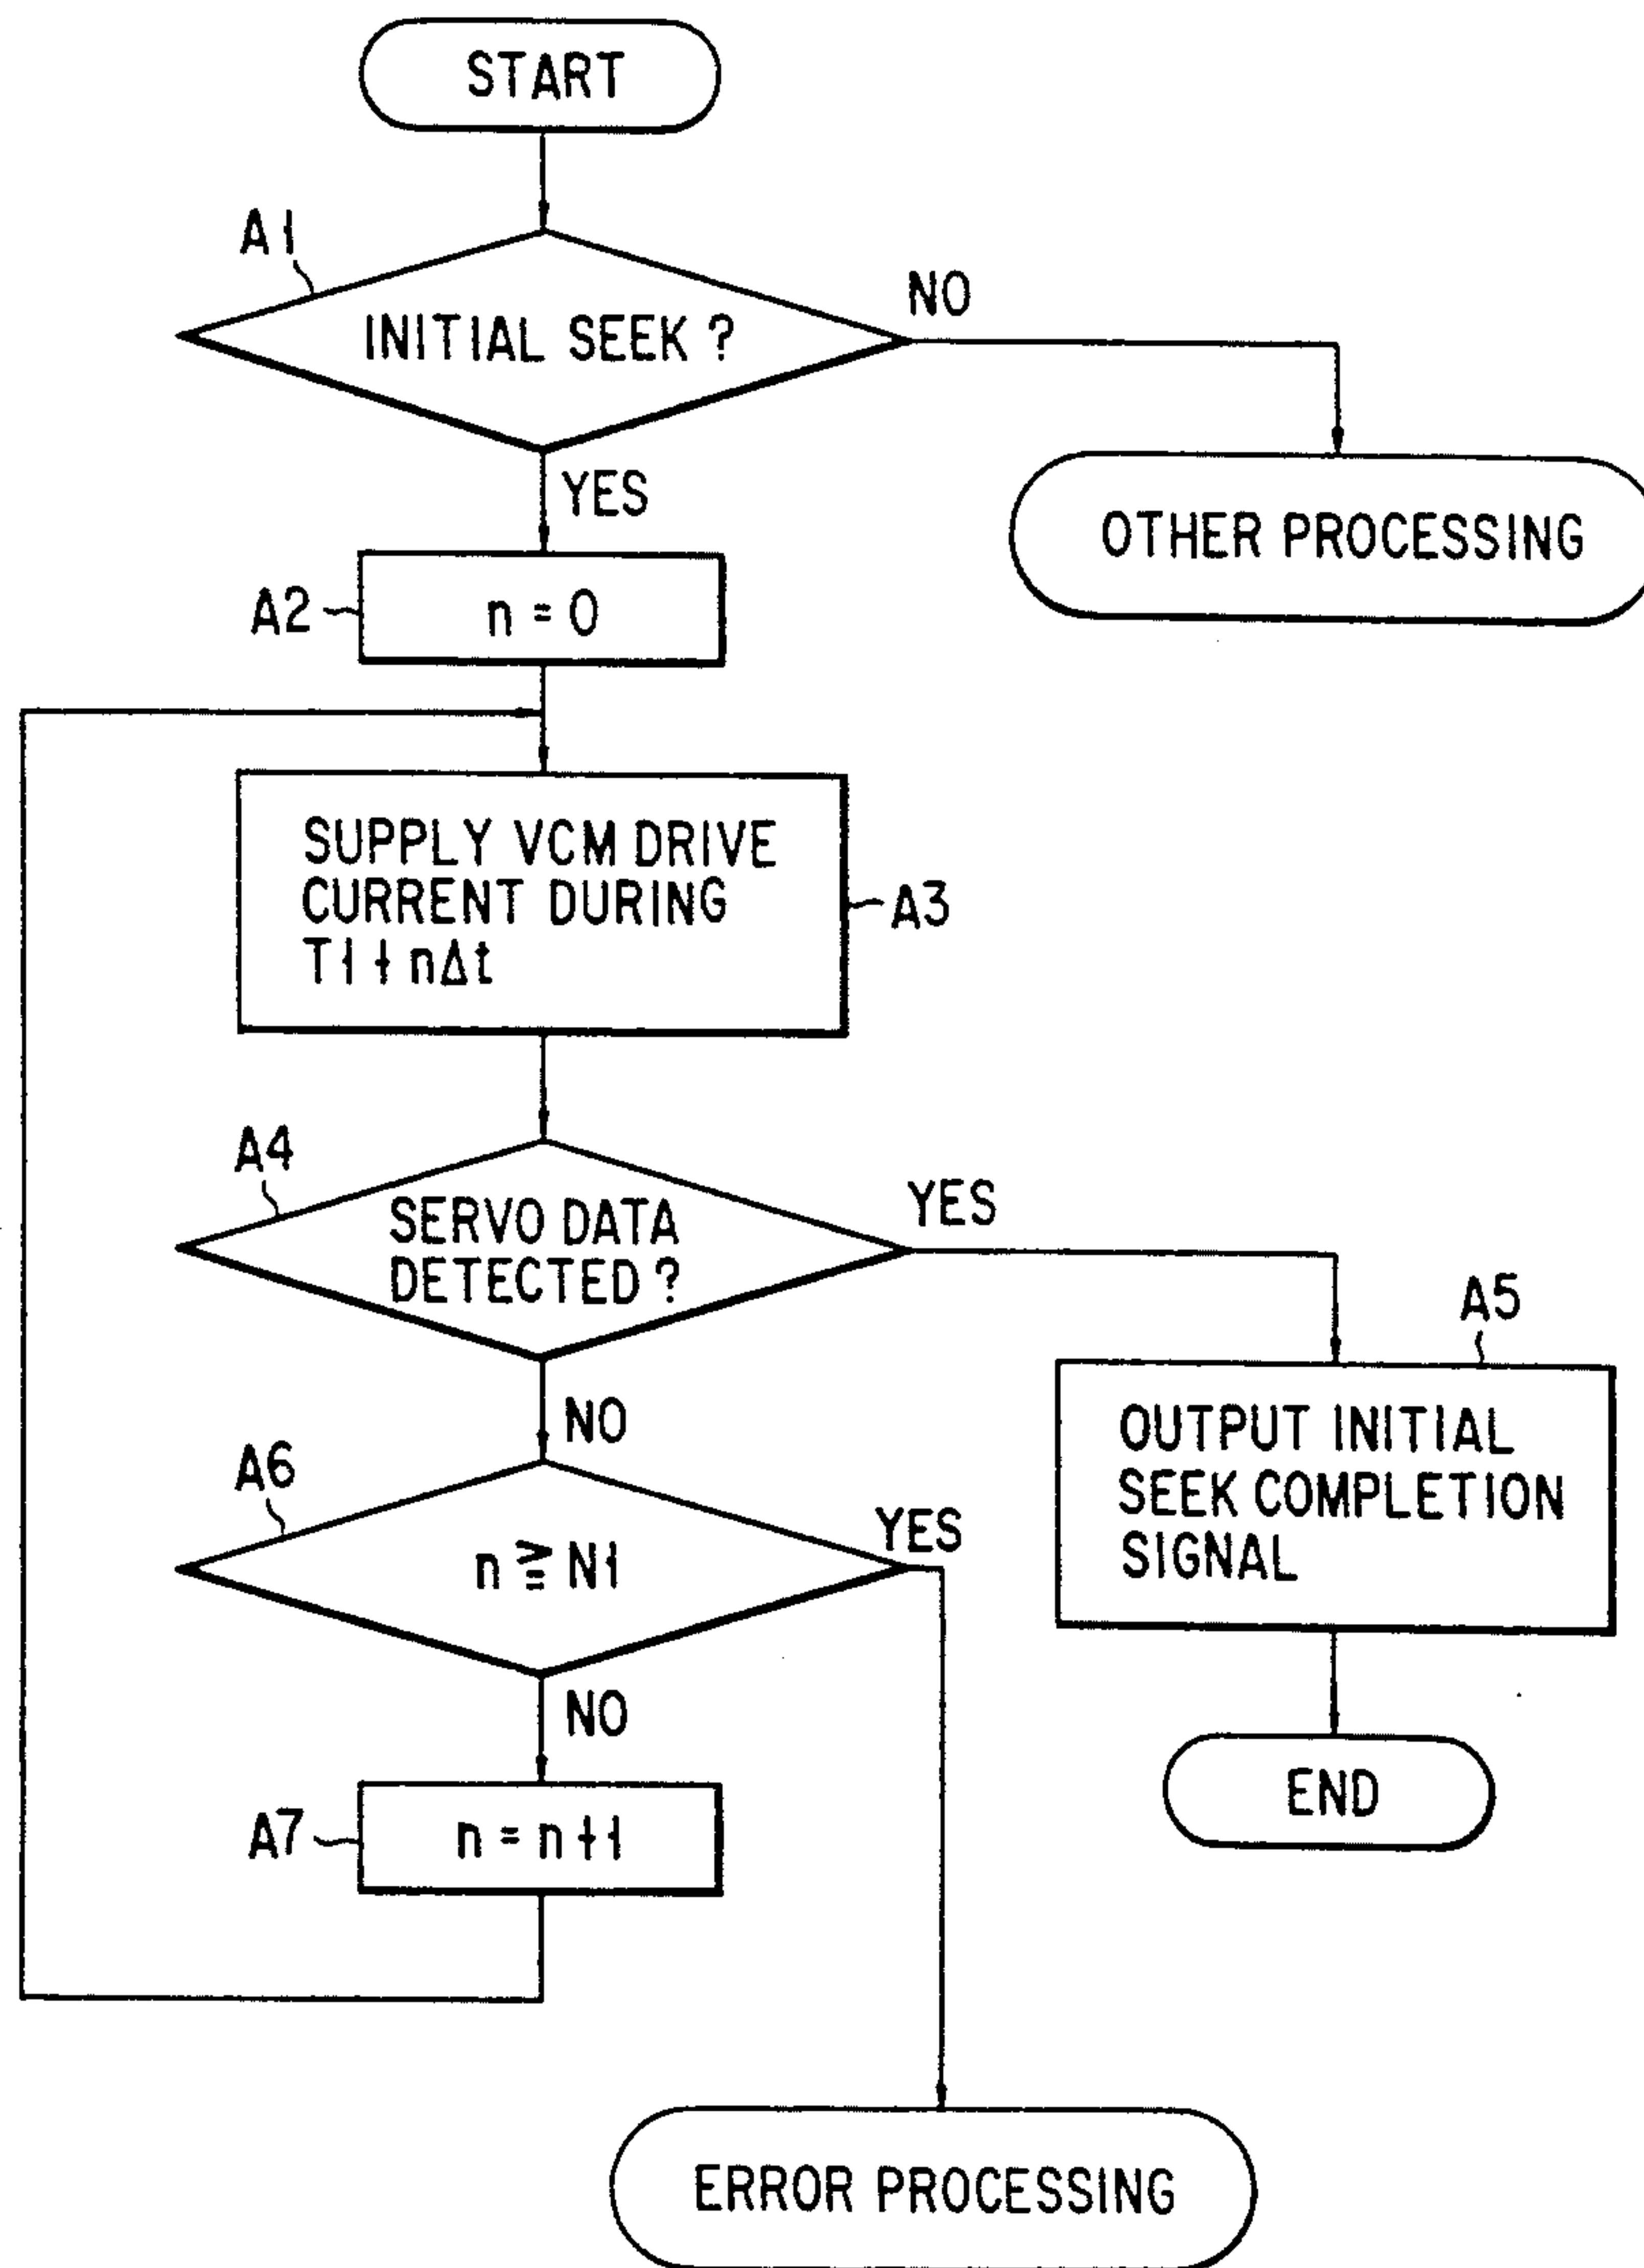 START
A1
INITIAL SEEK ?
NO
YES
OTHER PROCESSING
A2
n = 0
SUPPLY VCM DRIVE
CURRENT DURING
T1 + nΔt
A3
A4
SERVO DATA
DETECTED ?
YES
A5
NO
OUTPUT INITIAL
SEEK COMPLETION
SIGNAL
A6
n ≧ N1
YES
NO
END
A7
n = n+1
ERROR PROCESSING